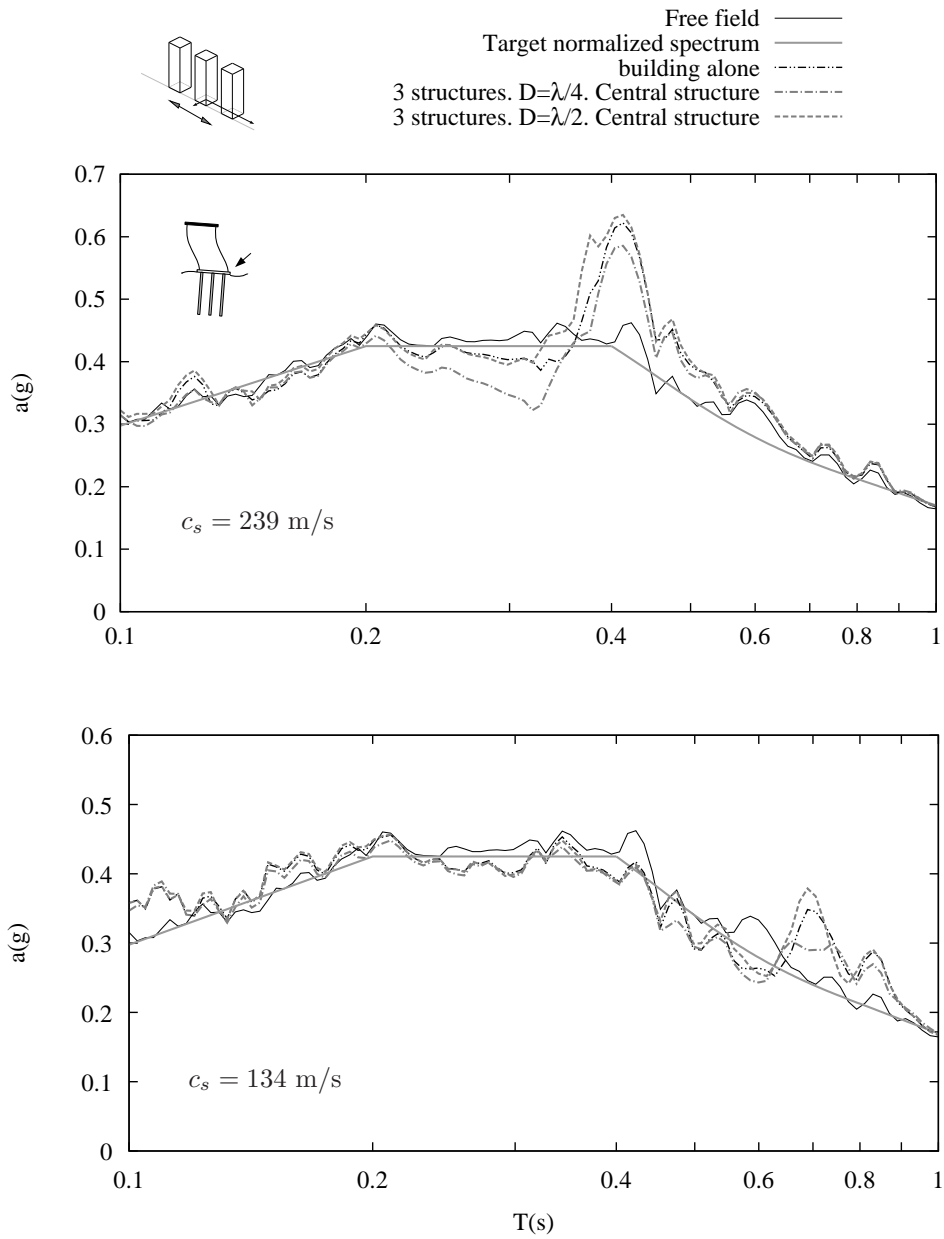 Free field
Target normalized spectrum
building alone
3 structures. D=λ/4. Central structure
3 structures. D=λ/2. Central structure
0.7
0.6
0.5
0.4
0.3
0.2
0.1
0
a(g)
c_s = 239 m/s
0.1 0.2 0.4 0.6 0.8 1
0.6
0.5
0.4
0.3
0.2
0.1
0
a(g)
c_s = 134 m/s
0.1 0.2 0.4 0.6 0.8 1
T(s)